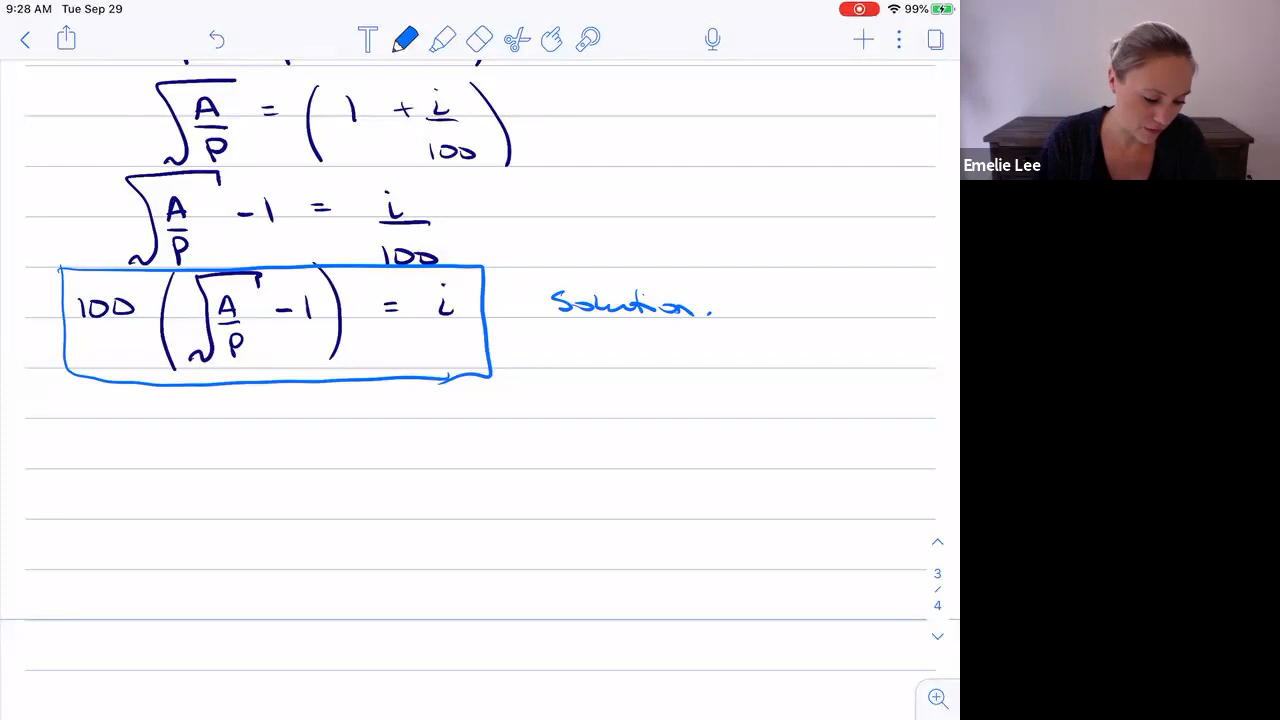 9:28 AM Tue Sep 29
99%
T
√(A/P) = (1 + i/100)
√(A/P) - 1 = i/100
100 (√(A/P) - 1) = i
Solution.
Emelie Lee
3
/
4